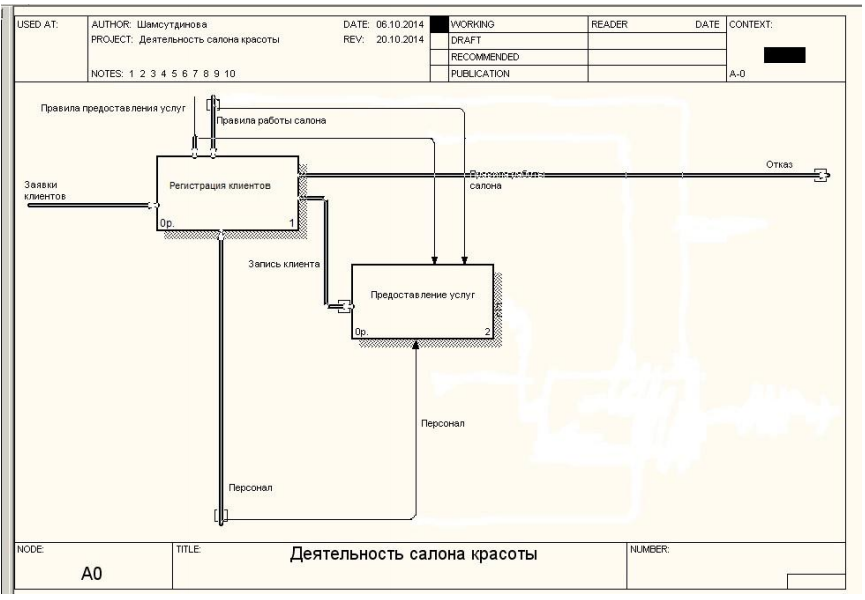 USED AT:
AUTHOR: Шамсутдинова
DATE: 06.10.2014
WORKING
READER
DATE
CONTEXT:
PROJECT: Деятельность салона красоты
REV: 20.10.2014
DRAFT
RECOMMENDED
NOTES: 1 2 3 4 5 6 7 8 9 10
PUBLICATION
A-0
Правила предоставления услуг
Правила работы салона
Отказ
салона
Заявки
клиентов
Регистрация клиентов
0р.
1
Запись клиента
Предоставление услуг
0р.
2
Персонал
Персонал
NODE:
TITLE:
Деятельность салона красоты
NUMBER:
A0